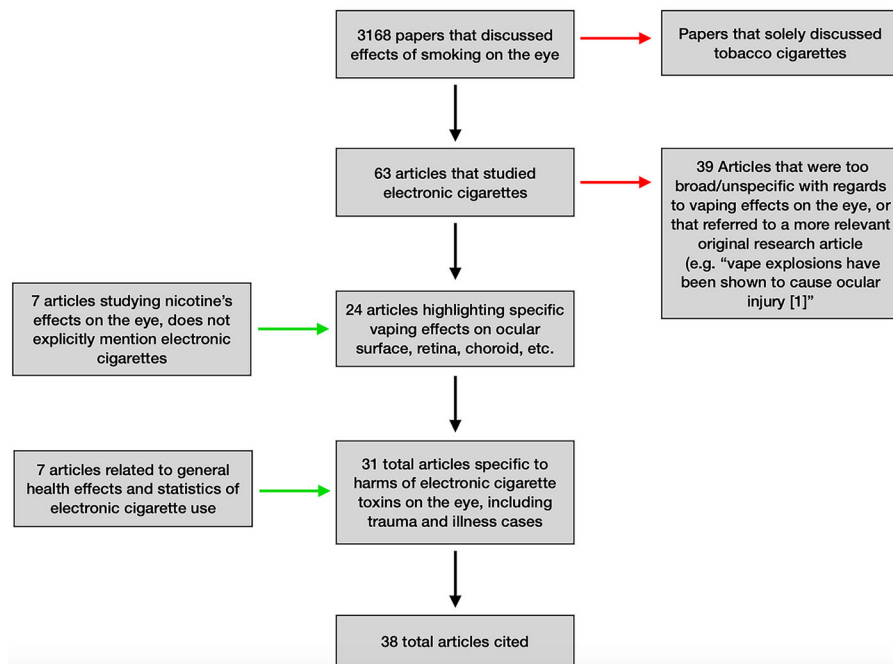 3168 papers that discussed
effects of smoking on the eye
Papers that solely discussed
tobacco cigarettes
63 articles that studied
electronic cigarettes
39 Articles that were too
broad/unspecific with regards
to vaping effects on the eye, or
that referred to a more relevant
original research article
(e.g. “vape explosions have
been shown to cause ocular
injury [1]”
7 articles studying nicotine’s
effects on the eye, does not
explicitly mention electronic
cigarettes
24 articles highlighting specific
vaping effects on ocular
surface, retina, choroid, etc.
7 articles related to general
health effects and statistics of
electronic cigarette use
31 total articles specific to
harms of electronic cigarette
toxins on the eye, including
trauma and illness cases
38 total articles cited